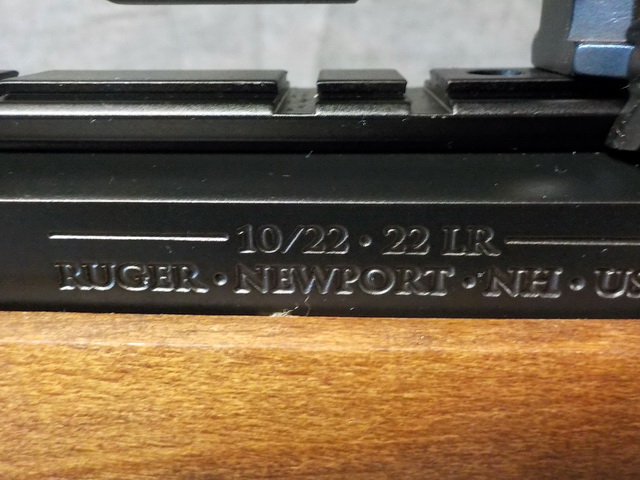 10/22 • 22 LR
RUGER • NEWPORT • NH • US